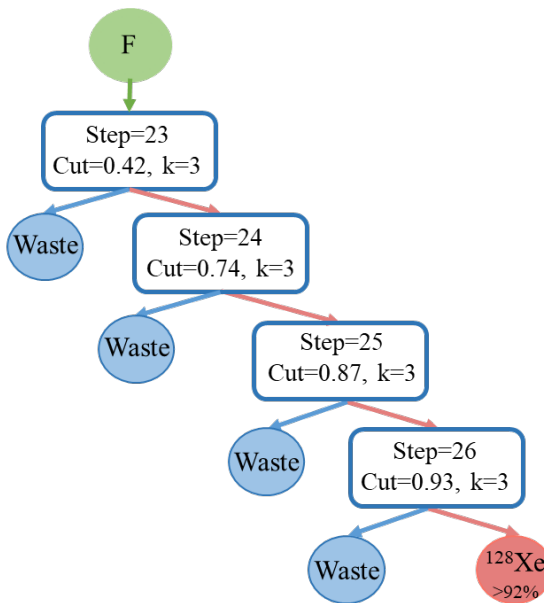 F
Step=23
Cut=0.42, k=3
Waste
Step=24
Cut=0.74, k=3
Waste
Step=25
Cut=0.87, k=3
Waste
Step=26
Cut=0.93, k=3
Waste
¹²⁸Xe
>92%